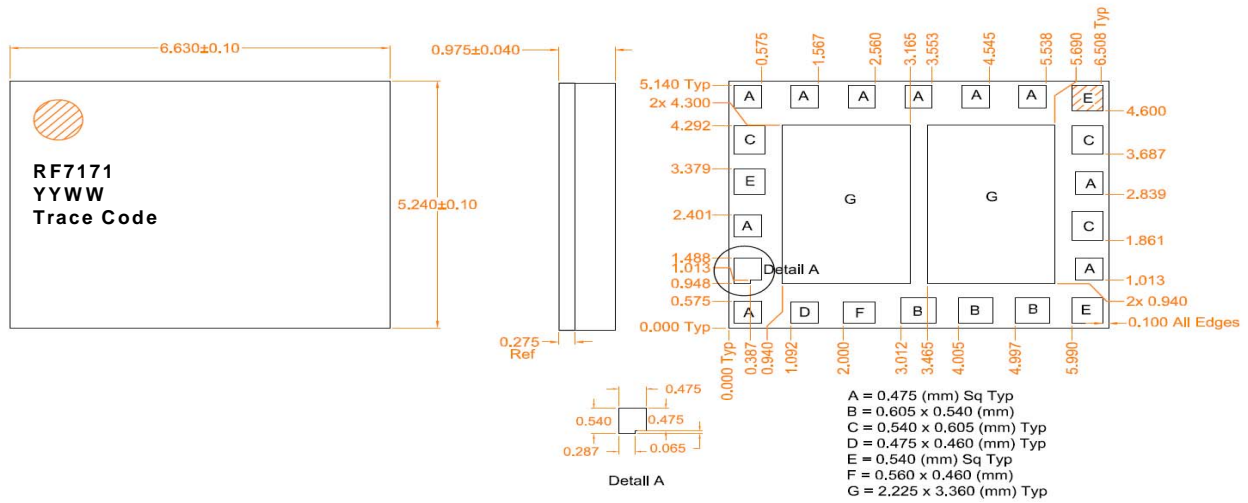 6.630±0.10
RF7171
YYWW
Trace Code
5.240±0.10
0.975±0.040
0.275
Ref
0.575
1.567
2.560
3.165
3.553
4.545
5.538
5.690
6.508 Typ
5.140 Typ
2x 4.300
4.292
3.379
2.401
1.488
1.013
0.948
0.575
0.000 Typ
A
A
A
A
A
A
E
C
C
E
A
A
C
Detail A
A
A
D
F
B
B
B
E
G
G
4.600
3.687
2.839
1.861
1.013
2x 0.940
0.100 All Edges
0.000 Typ
0.387
0.940
1.092
2.000
3.012
3.465
4.005
4.997
5.990
0.475
0.540
0.475
0.287
0.065
Detail A
A = 0.475 (mm) Sq Typ
B = 0.605 x 0.540 (mm)
C = 0.540 x 0.605 (mm) Typ
D = 0.475 x 0.460 (mm) Typ
E = 0.540 (mm) Sq Typ
F = 0.560 x 0.460 (mm)
G = 2.225 x 3.360 (mm) Typ